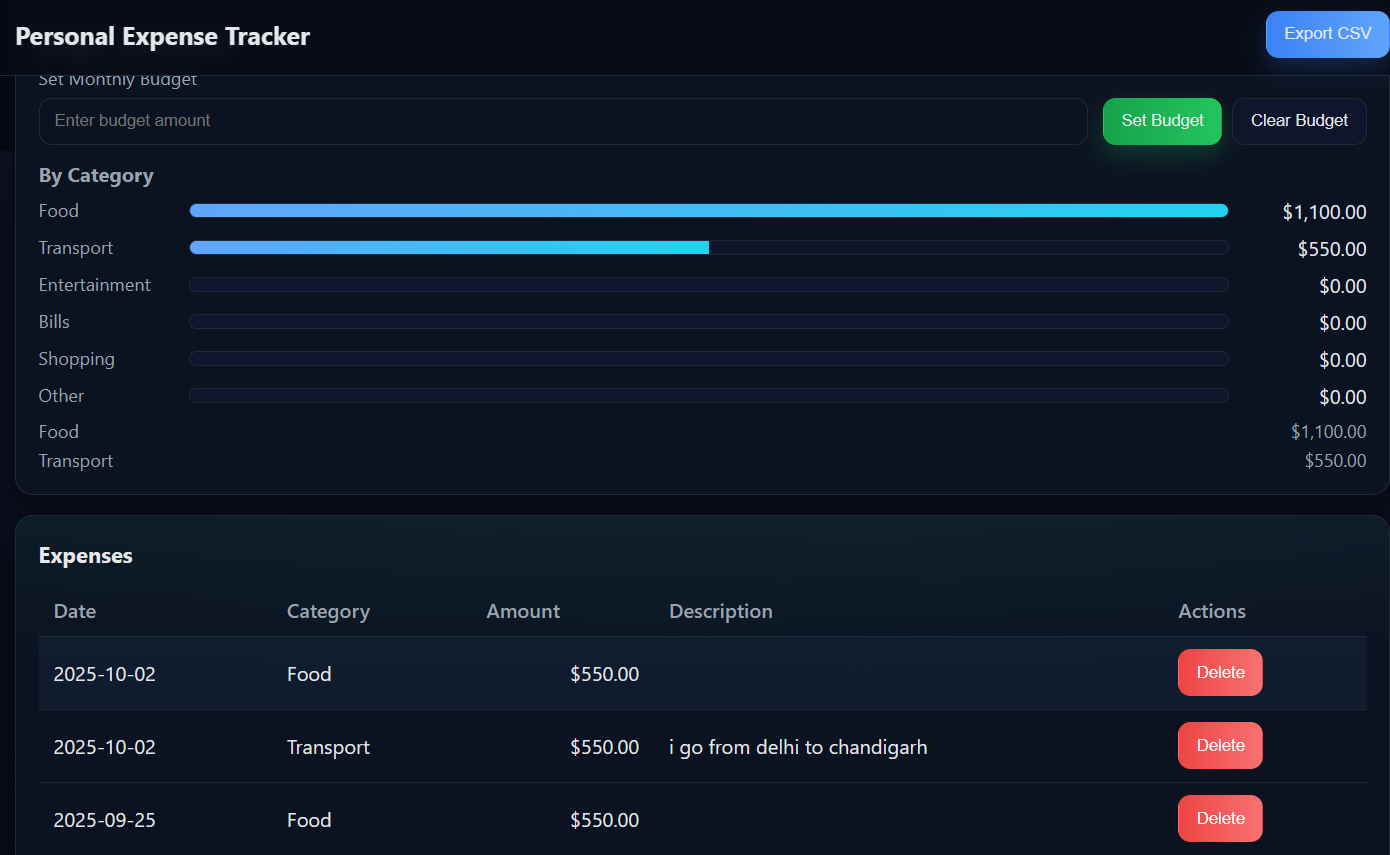 Personal Expense Tracker Export CSV
Set Monthly Budget
Enter budget amount Set Budget Clear Budget
By Category
Food $1,100.00
Transport $550.00
Entertainment $0.00
Bills $0.00
Shopping $0.00
Other $0.00
Food $1,100.00
Transport $550.00
Expenses
Date Category Amount Description Actions
2025-10-02 Food $550.00 Delete
2025-10-02 Transport $550.00 i go from delhi to chandigarh Delete
2025-09-25 Food $550.00 Delete